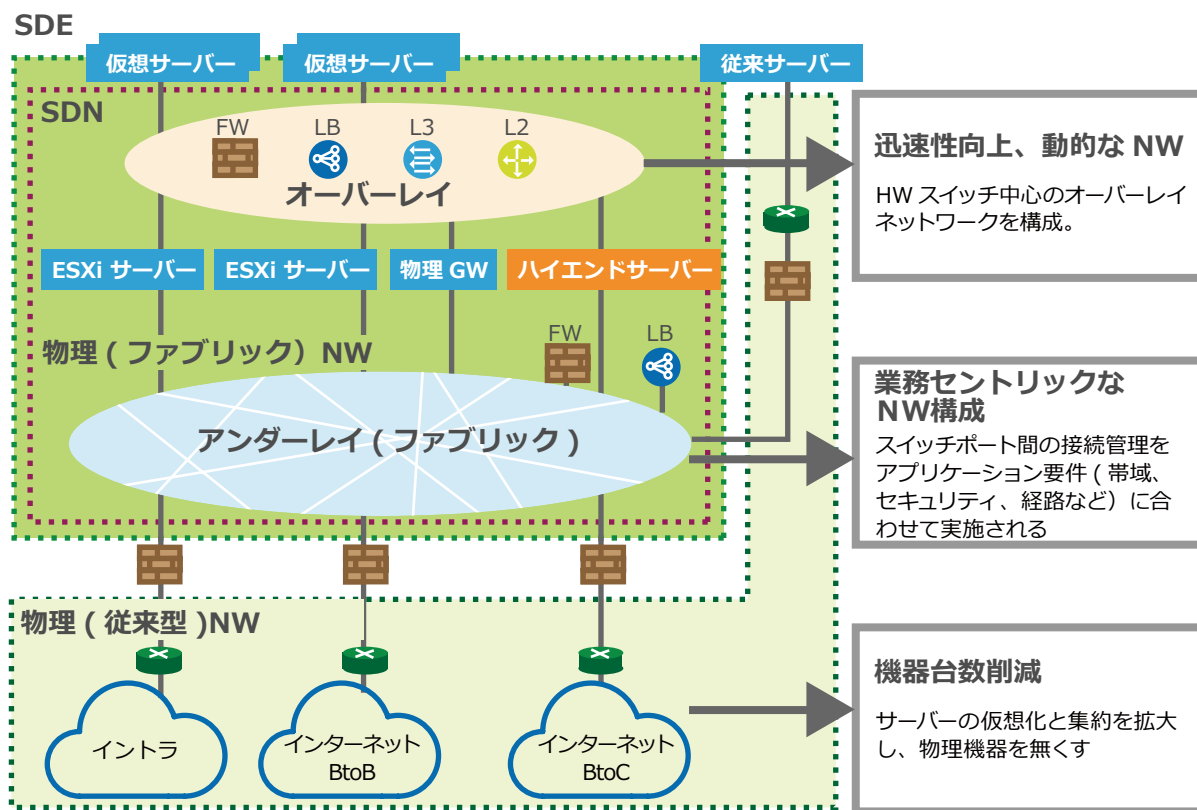 SDE
仮想サーバー
仮想サーバー
従来サーバー
SDN
FW
LB
L3
L2
オーバーレイ
ESXi サーバー
ESXi サーバー
物理 GW
ハイエンドサーバー
物理 ( ファブリック）NW
FW
LB
アンダーレイ ( ファブリック )
物理 ( 従来型 )NW
イントラ
インターネット
BtoB
インターネット
BtoC
迅速性向上、動的な NW
HW スイッチ中心のオーバーレイ
ネットワークを構成。
業務セントリックな
NW構成
スイッチポート間の接続管理を
アプリケーション要件 ( 帯域、
セキュリティ、経路など）に合
わせて実施される
機器台数削減
サーバーの仮想化と集約を拡大
し、物理機器を無くす